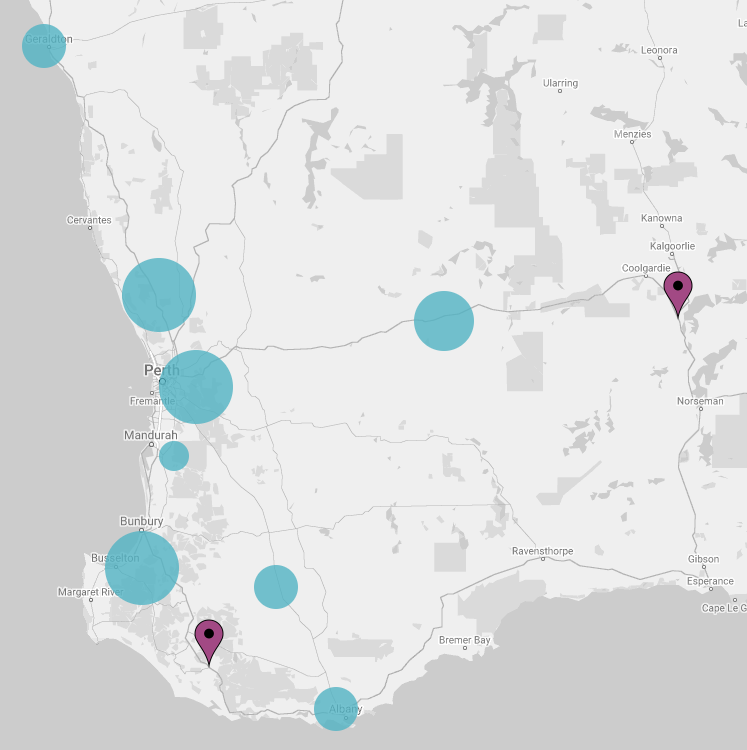 La
Geraldton
Leonora
Ularring
Menzies
Cervantes
Kanowna
Kalgoorlie
Coolgardie
Perth
Fremantle
Norseman
Mandurah
Bunbury
Ravensthorpe
Busselton
Gibson
Esperance
Margaret River
Cape Le G
Bremer Bay
Albany